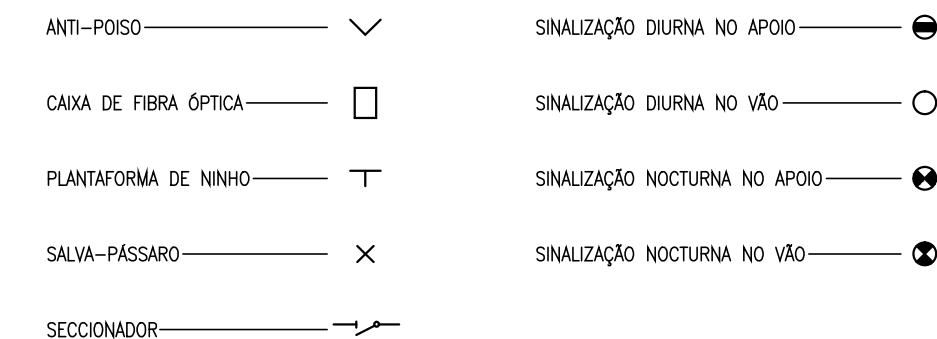 ANTI-POISO
CAIXA DE FIBRA ÓPTICA
PLANTAFORMA DE NINHO
SALVA-PÁSSARO
SECCIONADOR
SINALIZAÇÃO DIURNA NO APOIO
SINALIZAÇÃO DIURNA NO VÃO
SINALIZAÇÃO NOCTURNA NO APOIO
SINALIZAÇÃO NOCTURNA NO VÃO